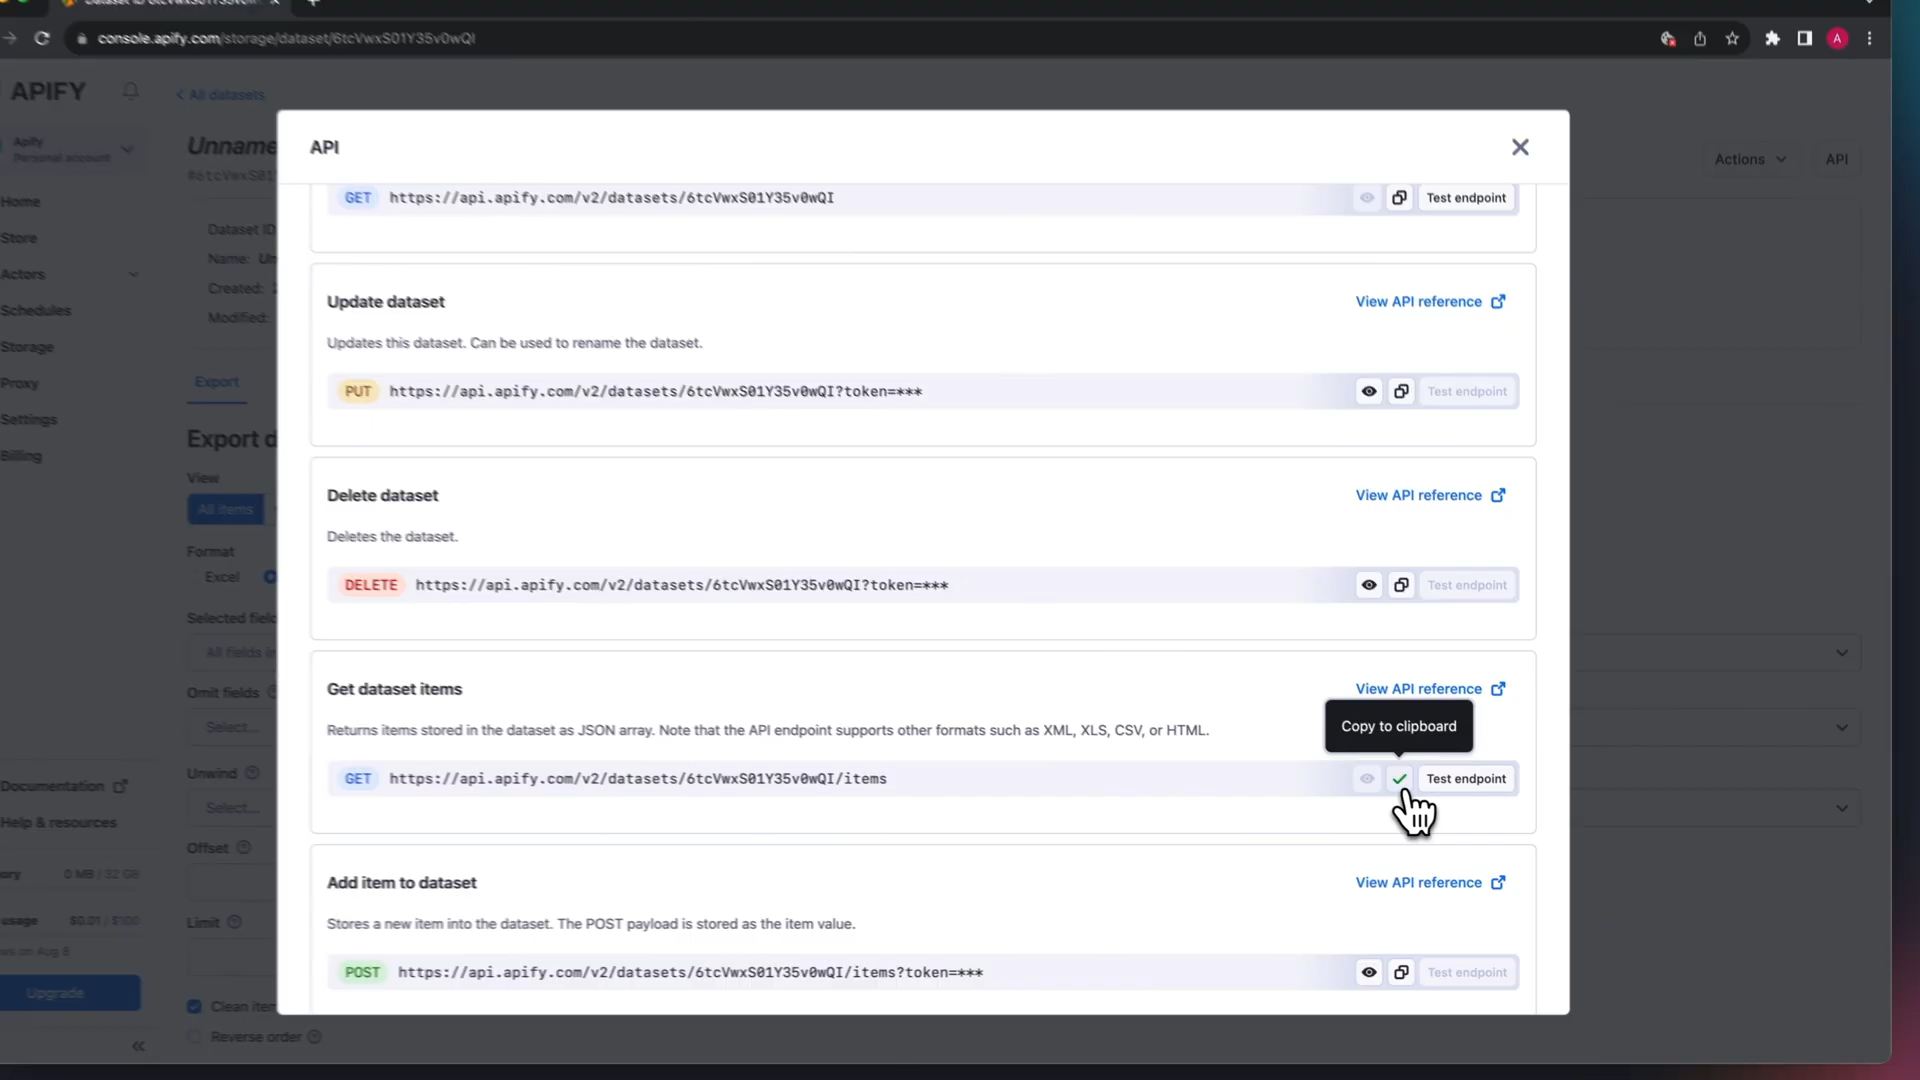 console.apify.com/storage/dataset/6tcVwxS01Y35v0wQI
A
APIFY
All datasets
Apify
Personal account
Unname
Actions
API
Home
Store
Actors
Schedules
Storage
Proxy
Settings
Billing
Dataset ID
Name: Un
Created:
Modified:
Export
Export d
View
All items
Format
Excel
Selected field
All fields in
Omit fields
Select...
Unwind
Select...
Offset
Limit
Clean item
Reverse order
Documentation
Help & resources
ory 0 MB / 32 GB
usage $0.01 / $100
ws on Aug 8
Upgrade
API
GET https://api.apify.com/v2/datasets/6tcVwxS01Y35v0wQI
Test endpoint
Update dataset
View API reference
Updates this dataset. Can be used to rename the dataset.
PUT https://api.apify.com/v2/datasets/6tcVwxS01Y35v0wQI?token=***
Test endpoint
Delete dataset
View API reference
Deletes the dataset.
DELETE https://api.apify.com/v2/datasets/6tcVwxS01Y35v0wQI?token=***
Test endpoint
Get dataset items
View API reference
Copy to clipboard
Returns items stored in the dataset as JSON array. Note that the API endpoint supports other formats such as XML, XLS, CSV, or HTML.
GET https://api.apify.com/v2/datasets/6tcVwxS01Y35v0wQI/items
Test endpoint
Add item to dataset
View API reference
Stores a new item into the dataset. The POST payload is stored as the item value.
POST https://api.apify.com/v2/datasets/6tcVwxS01Y35v0wQI/items?token=***
Test endpoint